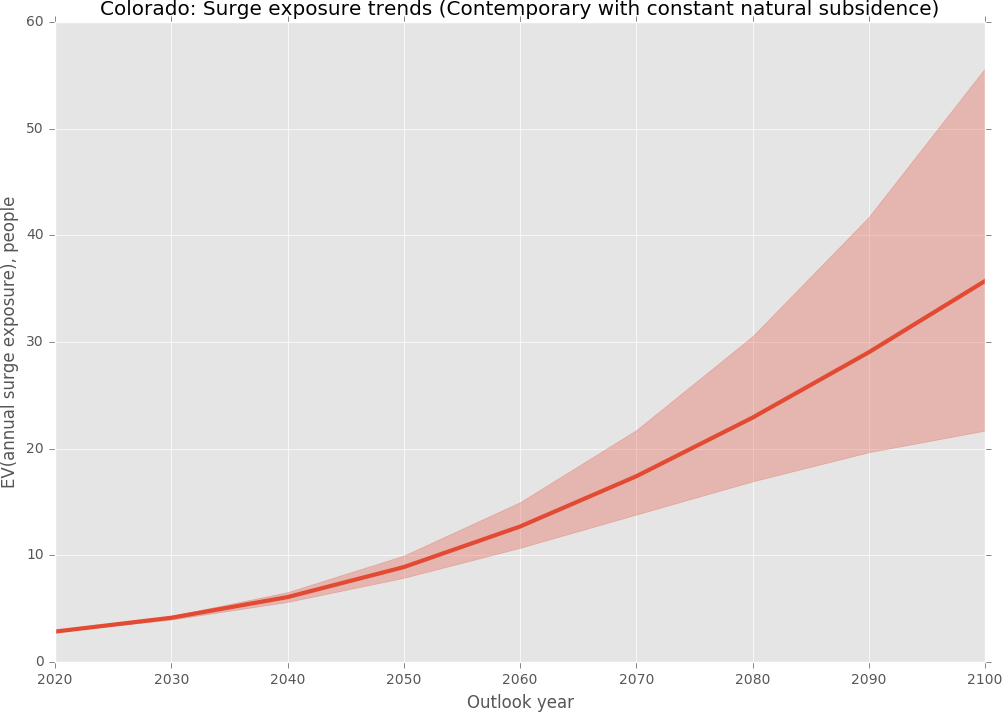 Colorado: Surge exposure trends (Contemporary with constant natural subsidence)
EV(annual surge exposure), people
60
50
40
30
20
10
0
2020 2030 2040 2050 2060 2070 2080 2090 2100
Outlook year